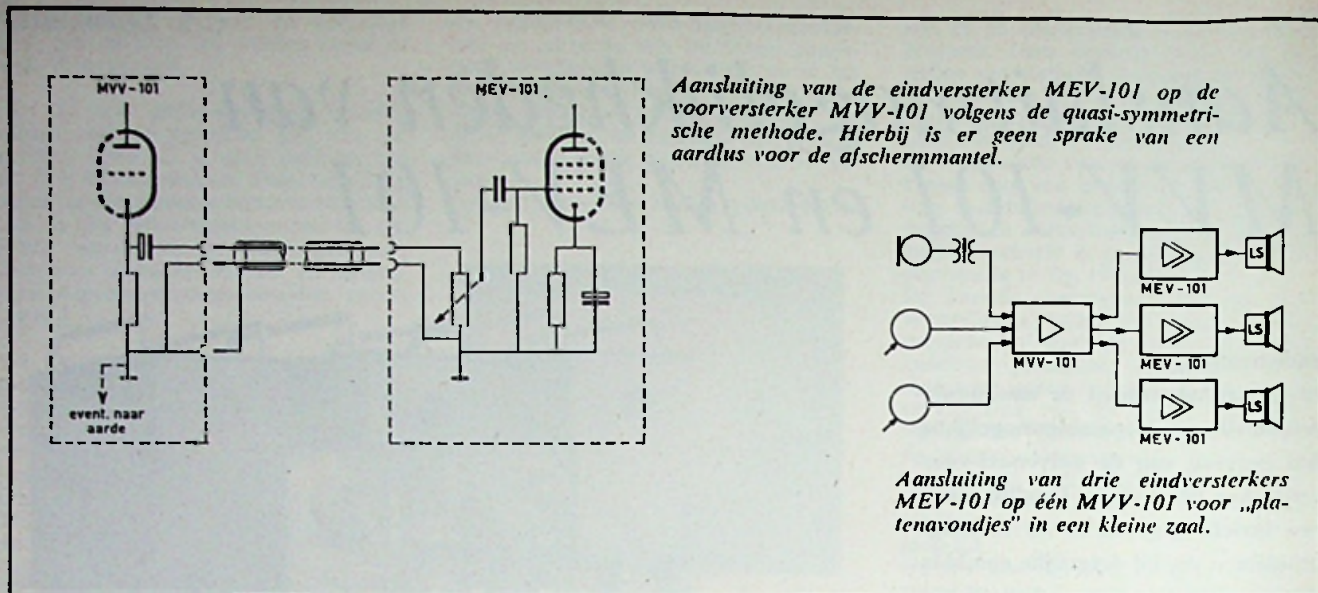 MVV-101
MEV-101
event. naar
aarde
Aansluiting van de eindversterker MEV-101 op de
voorversterker MVV-101 volgens de quasi-symmetri-
sche methode. Hierbij is er geen sprake van een
aardlus voor de afschermmantel.
MVV-101
LS
MEV-101
LS
MEV-101
LS
MEV-101
Aansluiting van drie eindversterkers
MEV-101 op één MVV-101 voor „pla-
tenavondjes" in een kleine zaal.